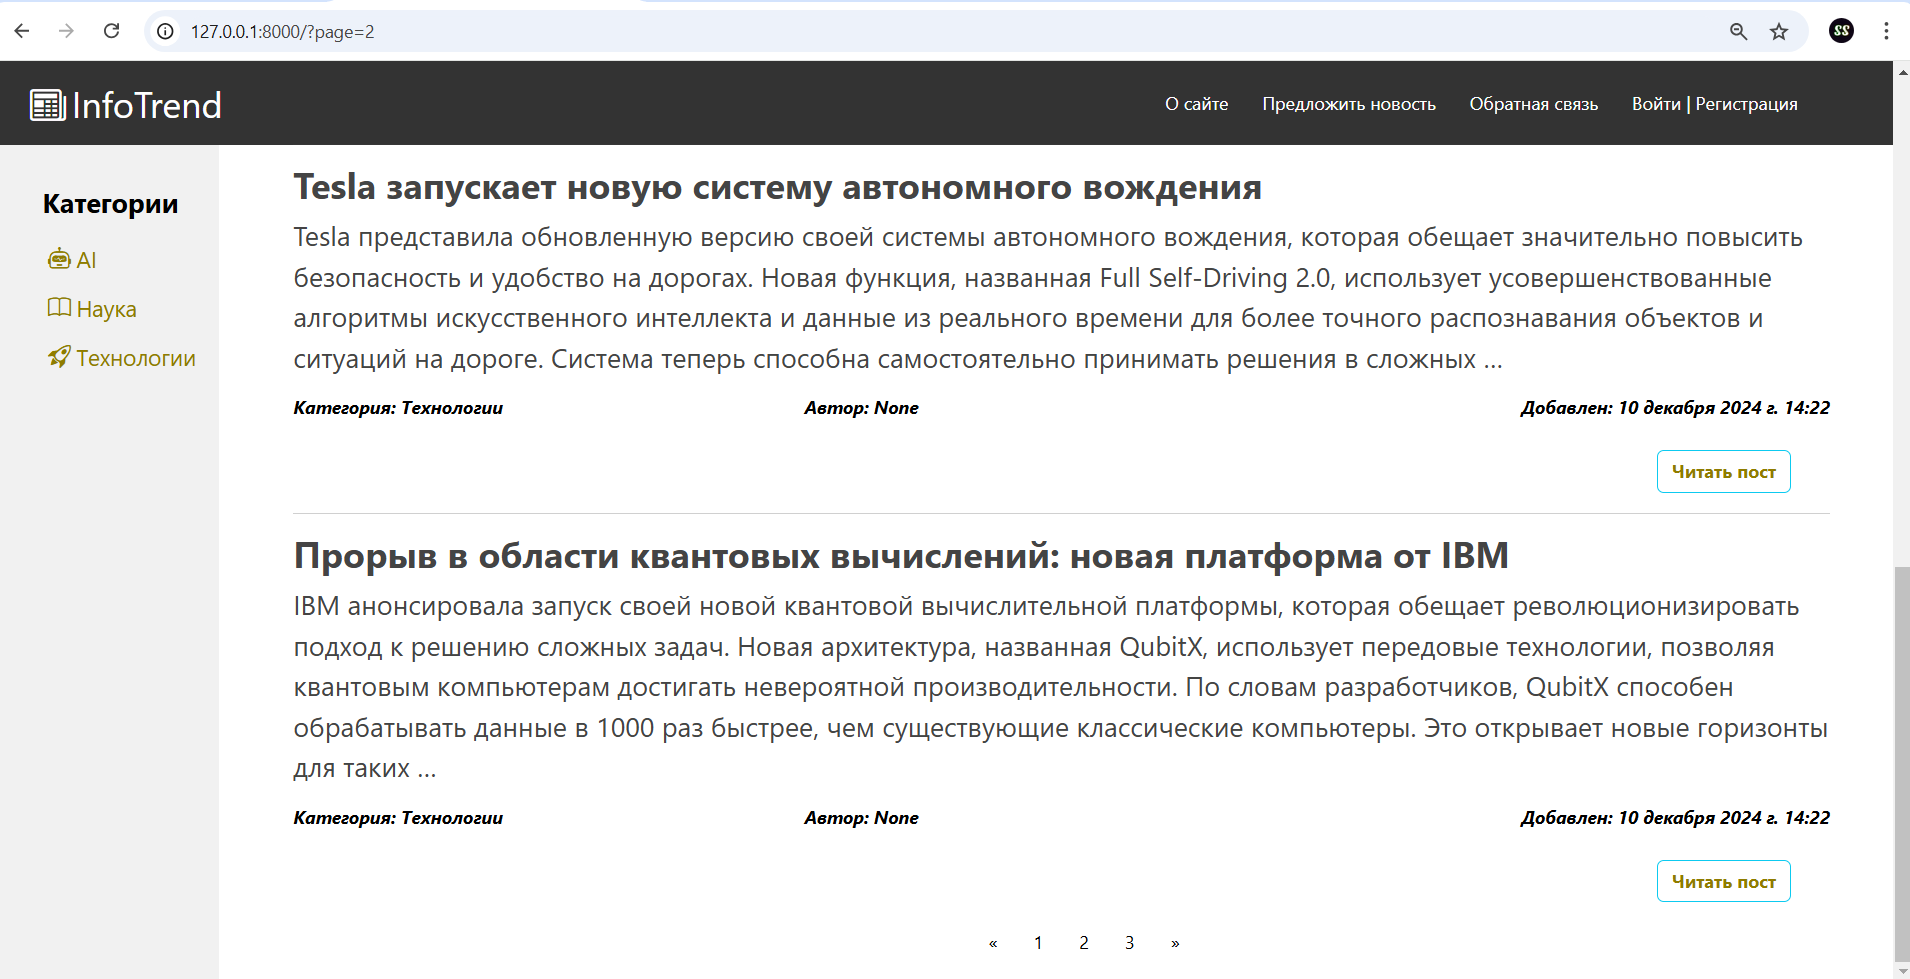 127.0.0.1:8000/?page=2
SS
InfoTrend
О сайте Предложить новость Обратная связь Войти | Регистрация
Категории
AI
Наука
Технологии
Tesla запускает новую систему автономного вождения
Tesla представила обновленную версию своей системы автономного вождения, которая обещает значительно повысить
безопасность и удобство на дорогах. Новая функция, названная Full Self-Driving 2.0, использует усовершенствованные
алгоритмы искусственного интеллекта и данные из реального времени для более точного распознавания объектов и
ситуаций на дороге. Система теперь способна самостоятельно принимать решения в сложных ...
Категория: Технологии Автор: None Добавлен: 10 декабря 2024 г. 14:22
Читать пост
Прорыв в области квантовых вычислений: новая платформа от IBM
IBM анонсировала запуск своей новой квантовой вычислительной платформы, которая обещает революционизировать
подход к решению сложных задач. Новая архитектура, названная QubitX, использует передовые технологии, позволяя
квантовым компьютерам достигать невероятной производительности. По словам разработчиков, QubitX способен
обрабатывать данные в 1000 раз быстрее, чем существующие классические компьютеры. Это открывает новые горизонты
для таких ...
Категория: Технологии Автор: None Добавлен: 10 декабря 2024 г. 14:22
Читать пост
« 1 2 3 »